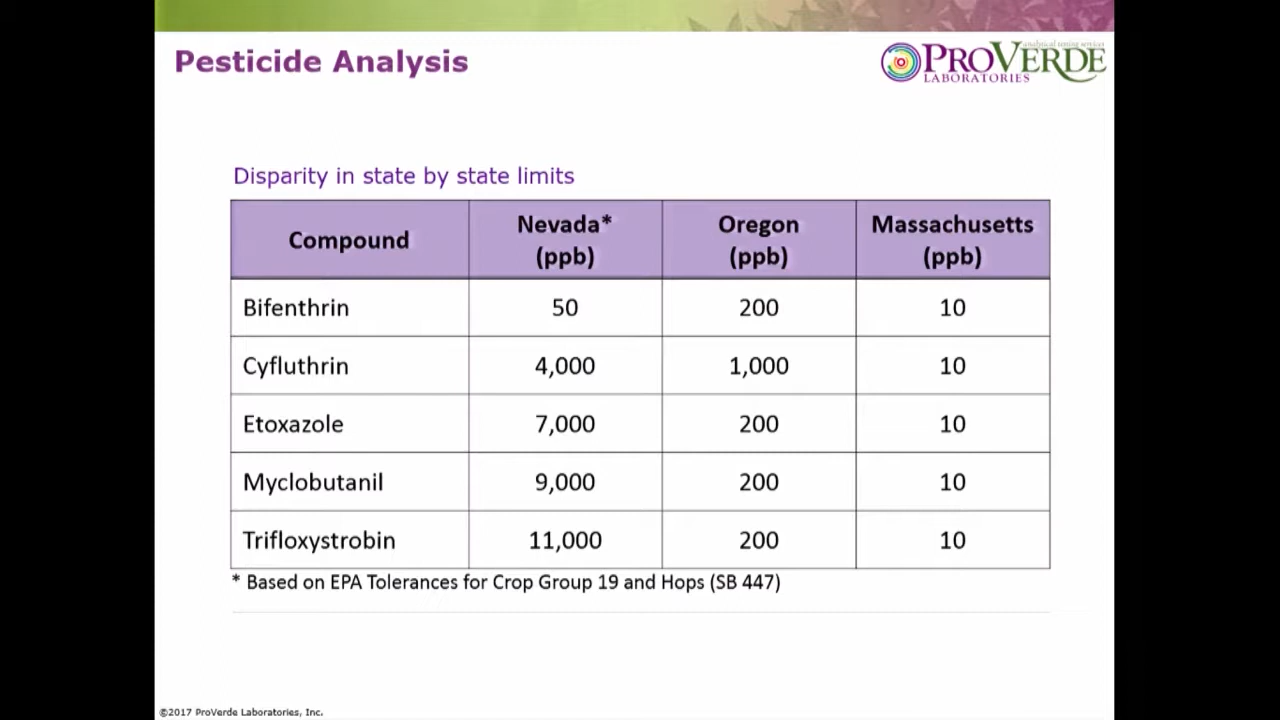 Pesticide Analysis
analytical testing services
PROVERDE
LABORATORIES
Disparity in state by state limits
Compound Nevada* (ppb) Oregon (ppb) Massachusetts (ppb)
Bifenthrin 50 200 10
Cyfluthrin 4,000 1,000 10
Etoxazole 7,000 200 10
Myclobutanil 9,000 200 10
Trifloxystrobin 11,000 200 10
* Based on EPA Tolerances for Crop Group 19 and Hops (SB 447)
©2017 ProVerde Laboratories, Inc.